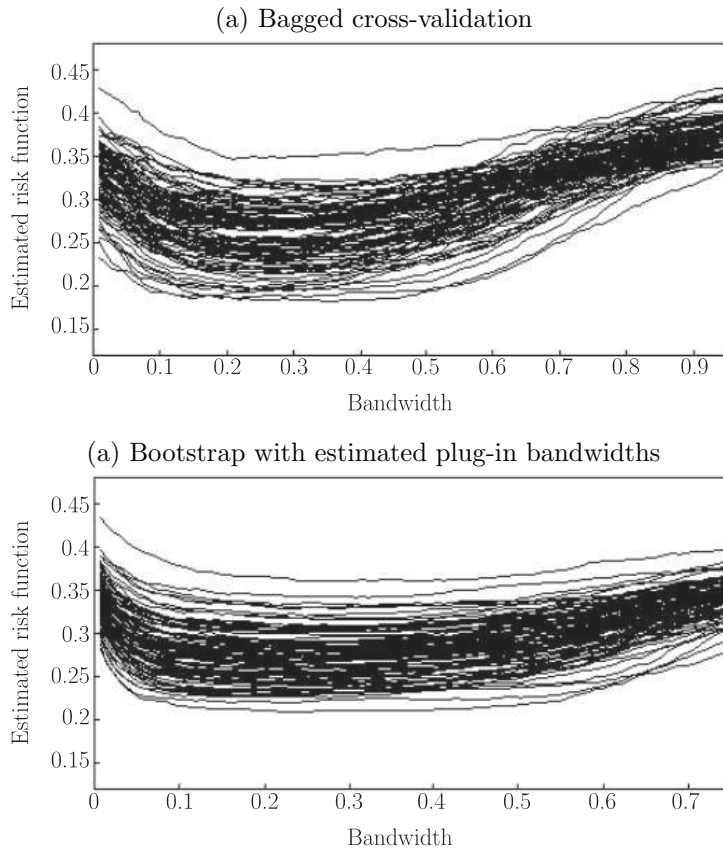 (a) Bagged cross-validation
Estimated risk function
0.45
0.4
0.35
0.3
0.25
0.2
0.15
0 0.1 0.2 0.3 0.4 0.5 0.6 0.7 0.8 0.9
Bandwidth
(a) Bootstrap with estimated plug-in bandwidths
Estimated risk function
0.45
0.4
0.35
0.3
0.25
0.2
0.15
0 0.1 0.2 0.3 0.4 0.5 0.6 0.7
Bandwidth